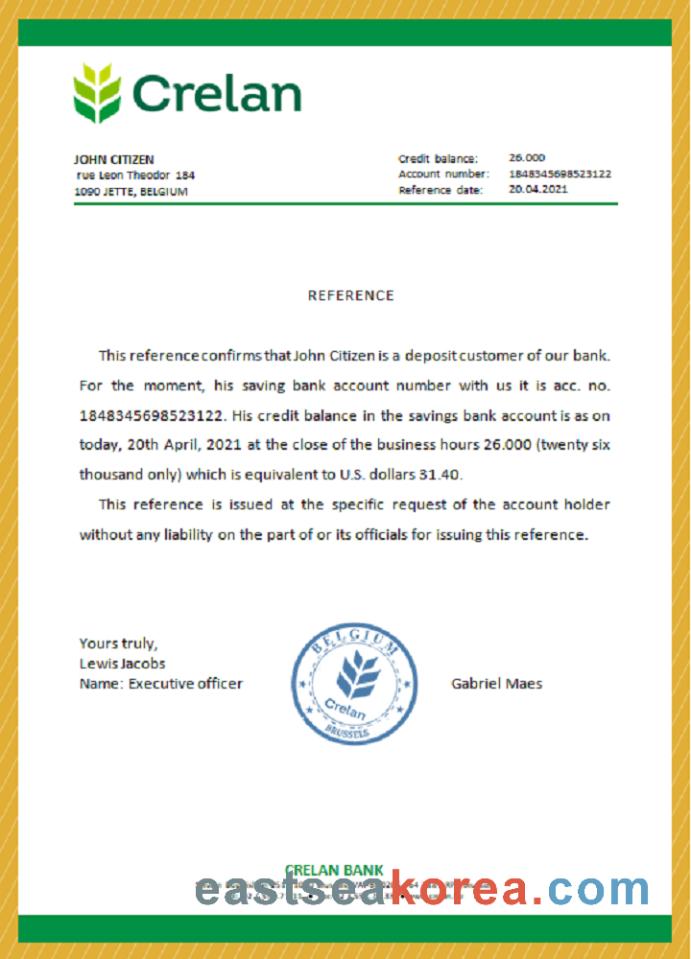 Crelan
JOHN CITIZEN
rue Leon Theodor 184
1090 JETTE, BELGIUM
Credit balance: 26.000
Account number: 1848345698523122
Reference date: 20.04.2021
REFERENCE
This reference confirms that John Citizen is a deposit customer of our bank.
For the moment, his saving bank account number with us it is acc. no.
1848345698523122. His credit balance in the savings bank account is as on
today, 20th April, 2021 at the close of the business hours 26.000 (twenty six
thousand only) which is equivalent to U.S. dollars 31.40.
This reference is issued at the specific request of the account holder
without any liability on the part of or its officials for issuing this reference.
Yours truly,
Lewis Jacobs
Name: Executive officer
BELGIUM
Crelan
BRUSSELS
Gabriel Maes
CRELAN BANK
eastseakorea.com